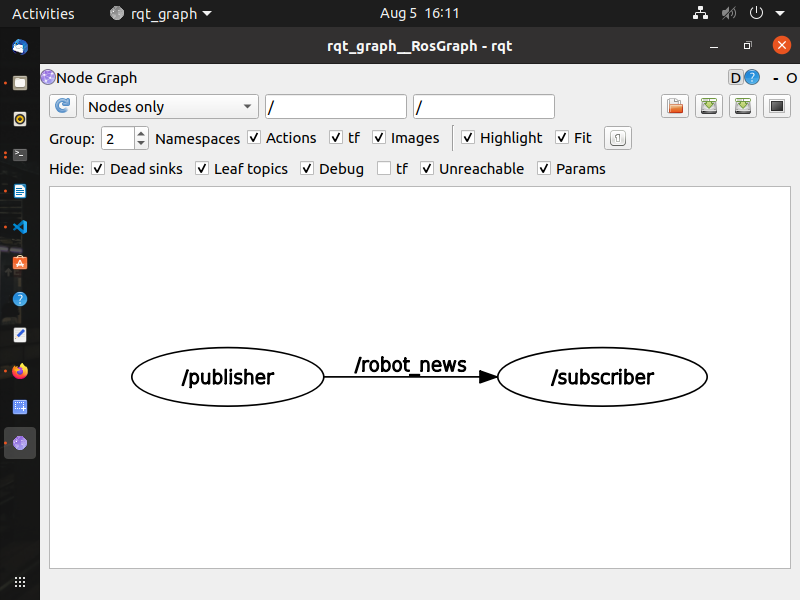 Activities rqt_graph Aug 5 16:11
rqt_graph__RosGraph - rqt
Node Graph D ? - O
Nodes only / /
Group: 2 Namespaces Actions tf Images Highlight Fit
Hide: Dead sinks Leaf topics Debug tf Unreachable Params
/publisher /robot_news /subscriber